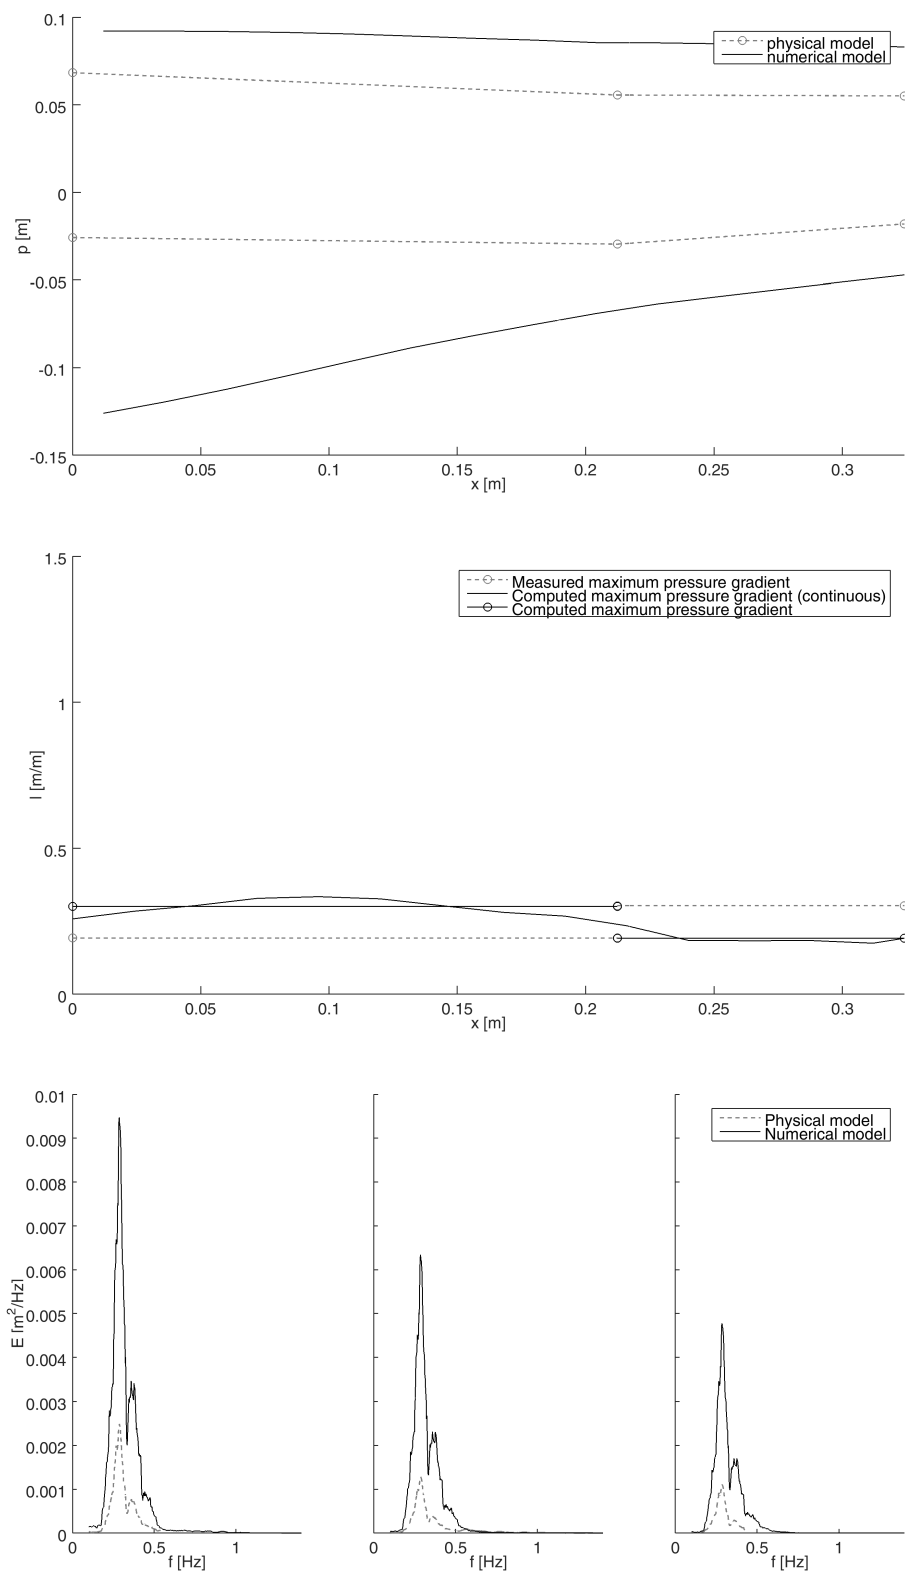 0.1
0.05
0
-0.05
-0.1
-0.15
p [m]
physical model
numerical model
0 0.05 0.1 0.15 0.2 0.25 0.3
x [m]
1.5
1
0.5
0
I [m/m]
Measured maximum pressure gradient
Computed maximum pressure gradient (continuous)
Computed maximum pressure gradient
0 0.05 0.1 0.15 0.2 0.25 0.3
x [m]
0.01
0.009
0.008
0.007
0.006
0.005
0.004
0.003
0.002
0.001
0
E [m²/Hz]
Physical model
Numerical model
0 0.5 1 0 0.5 1 0 0.5 1
f [Hz] f [Hz] f [Hz]